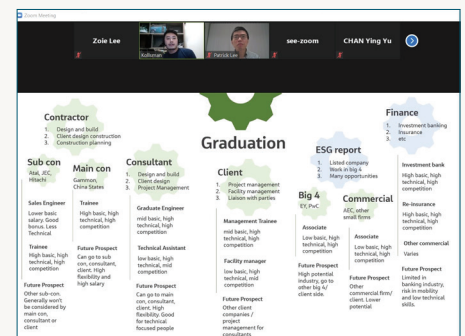 Zoom Meeting
Zoie Lee
Kultunian
Patrick Lee
see-zoom
CHAN Ying Yu
Graduation
Contractor
1. Design and build
2. Client design construction
3. Construction planning
Sub con
Atal, JEC,
Hitachi
Sales Engineer
Lower basic
salary. Good
bonus. Less
Technical
Trainee
High basic, high
technical, high
competition
Future Prospect
Other sub-con.
Generally won't
be considered by
main con,
consultant or
client
Main con
Gammon,
China States
Trainee
High basic, high
technical, high
competition
Future Prospect
Can go to sub
con, consultant,
client. High
flexibility and
high salary
Consultant
1. Design and build
2. Client design
3. Project Management
Graduate Engineer
mid basic, high
technical, high
competition
Technical Assistant
low basic, high
technical, mid
competition
Future Prospect
Can go to main
con, consultant,
client. High
flexibility. Good
for technical
focused people
Client
1. Project management
2. Facility management
3. Liaison with parties
Management Trainee
mid basic, high
technical, high
competition
Facility manager
low basic, high
technical, mid
competition
Future Prospect
Other client
companies /
project
management for
consultants
ESG report
1. Listed company
2. Work in big 4
3. Many opportunities
Big 4
EY, PwC
Associate
Low basic, high
technical, high
competition
Future Prospect
High potential
industry, go to
other big 4/
client side.
Commercial
AEC, other
small firms
Associate
Low basic, high
technical, high
competition
Future Prospect
Other
commercial firm/
client. Lower
potential
Finance
1. Investment banking
2. Insurance
3. etc
Investment bank
High basic, high
technical, high
competition
Re-insurance
High basic, high
technical, high
competition
Other commercial
Varies
Future Prospect
Limited in
banking industry,
risk in mobility
and low technical
skills.